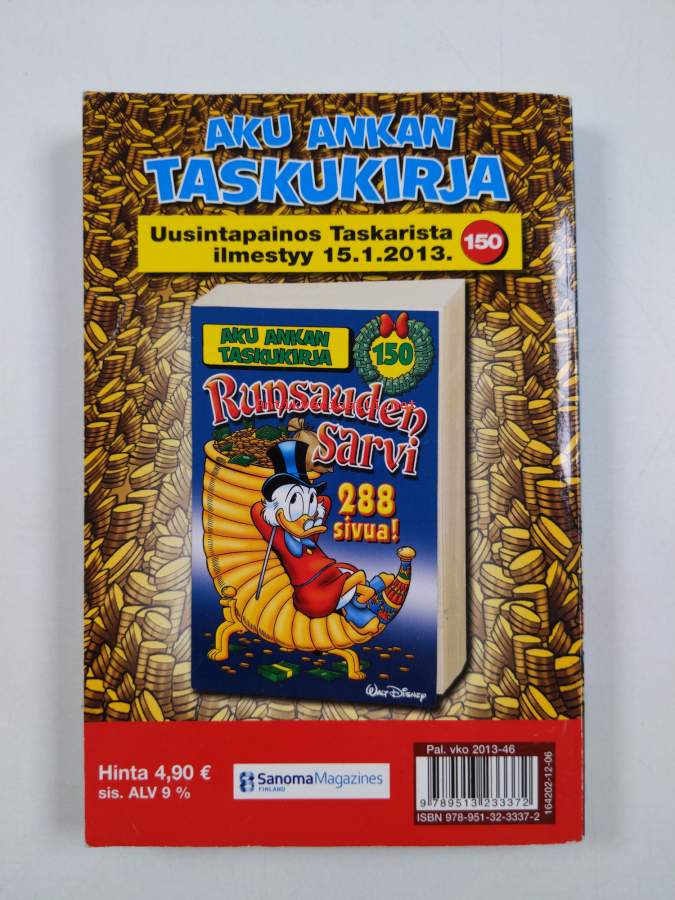 AKU ANKAN
TASKUKIRJA
Uusintapainos Taskarista 150
ilmestyy 15.1.2013.
AKU ANKAN
TASKUKIRJA
150
Runsauden
sarvi
288
sivua!
WALT DISNEY
Hinta 4,90 €
sis. ALV 9 %
SanomaMagazines
FINLAND
Pal. vko 2013-46
9 789513 233372
ISBN 978-951-32-3337-2
164202-12-06